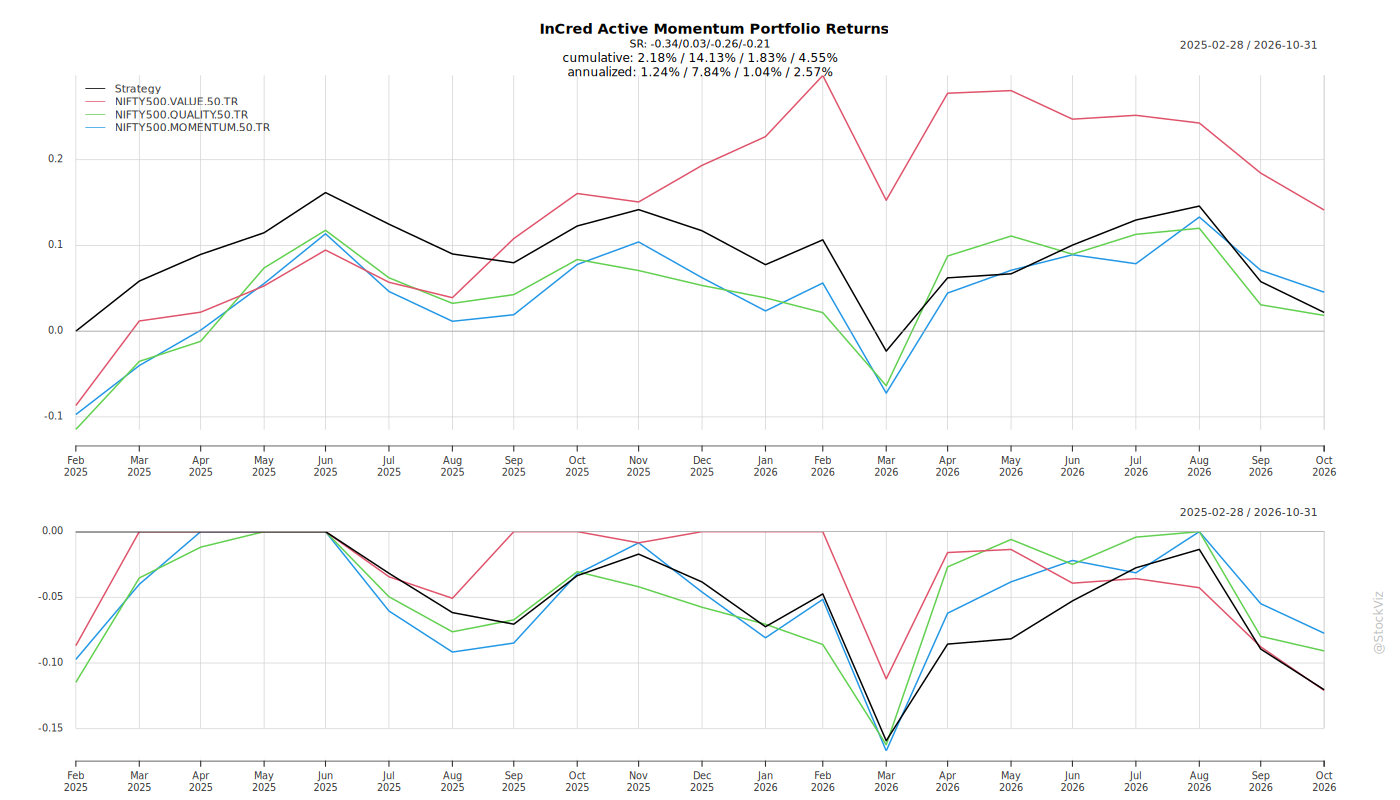 InCred Active Momentum Portfolio Returns
SR: -0.34/0.03/-0.26/-0.21
cumulative: 2.18% / 14.13% / 1.83% / 4.55%
annualized: 1.24% / 7.84% / 1.04% / 2.57%
2025-02-28 / 2026-10-31
Strategy
NIFTY500.VALUE.50.TR
NIFTY500.QUALITY.50.TR
NIFTY500.MOMENTUM.50.TR
0.2
0.1
0.0
-0.1
Feb Mar Apr May Jun Jul Aug Sep Oct Nov Dec Jan Feb Mar Apr May Jun Jul Aug Sep Oct
2025 2025 2025 2025 2025 2025 2025 2025 2025 2025 2025 2026 2026 2026 2026 2026 2026 2026 2026 2026 2026
2025-02-28 / 2026-10-31
0.00
-0.05
-0.10
-0.15
Feb Mar Apr May Jun Jul Aug Sep Oct Nov Dec Jan Feb Mar Apr May Jun Jul Aug Sep Oct
2025 2025 2025 2025 2025 2025 2025 2025 2025 2025 2025 2026 2026 2026 2026 2026 2026 2026 2026 2026 2026
@StockViz